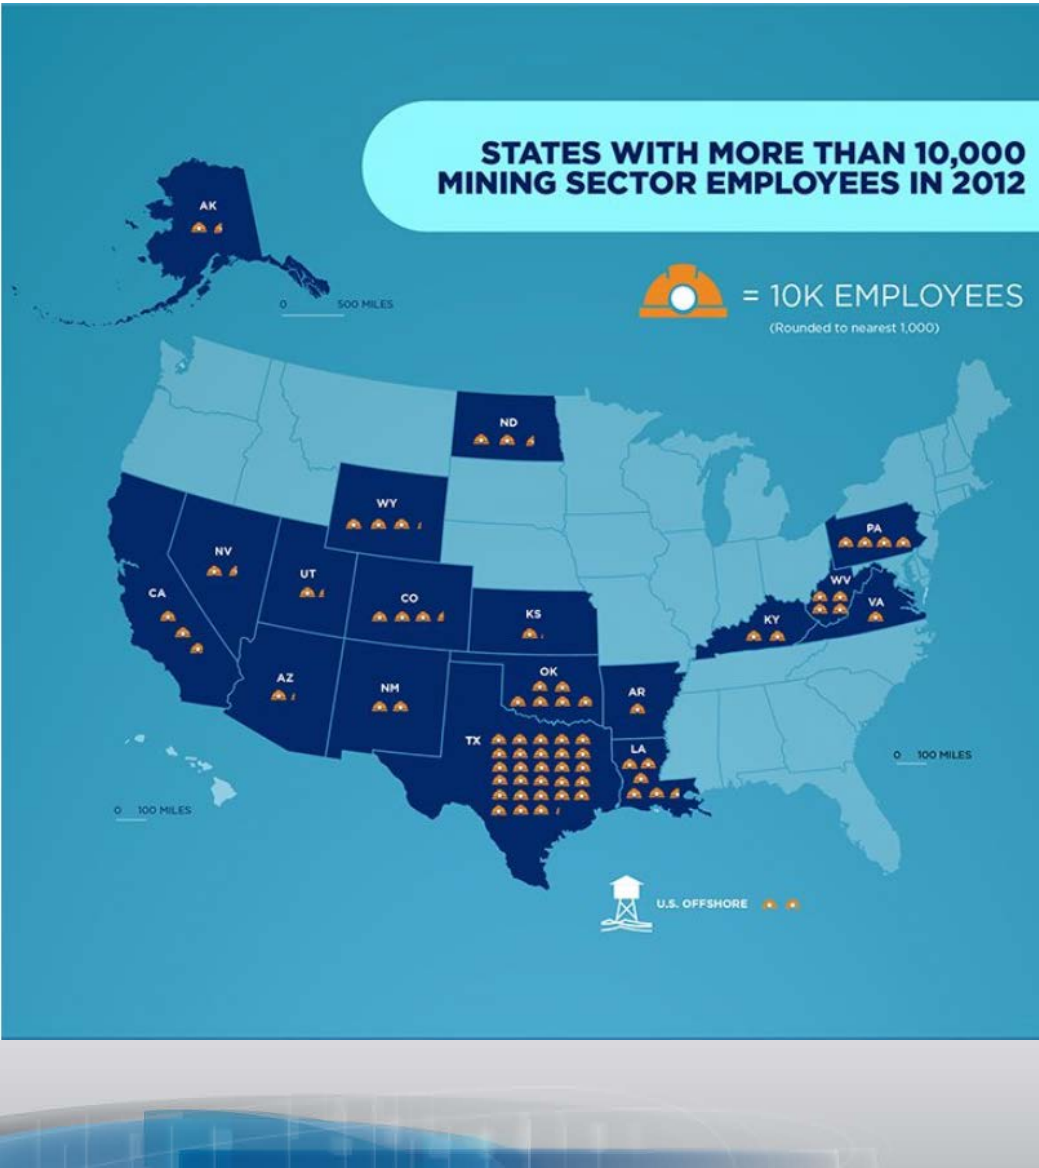 STATES WITH MORE THAN 10,000
MINING SECTOR EMPLOYEES IN 2012
AK
0 500 MILES
= 10K EMPLOYEES
(Rounded to nearest 1,000)
ND
WY
PA
NV
UT
WV
CA
CO
KS
VA
KY
AZ
NM
OK
AR
TX
LA
0 100 MILES
0 100 MILES
U.S. OFFSHORE